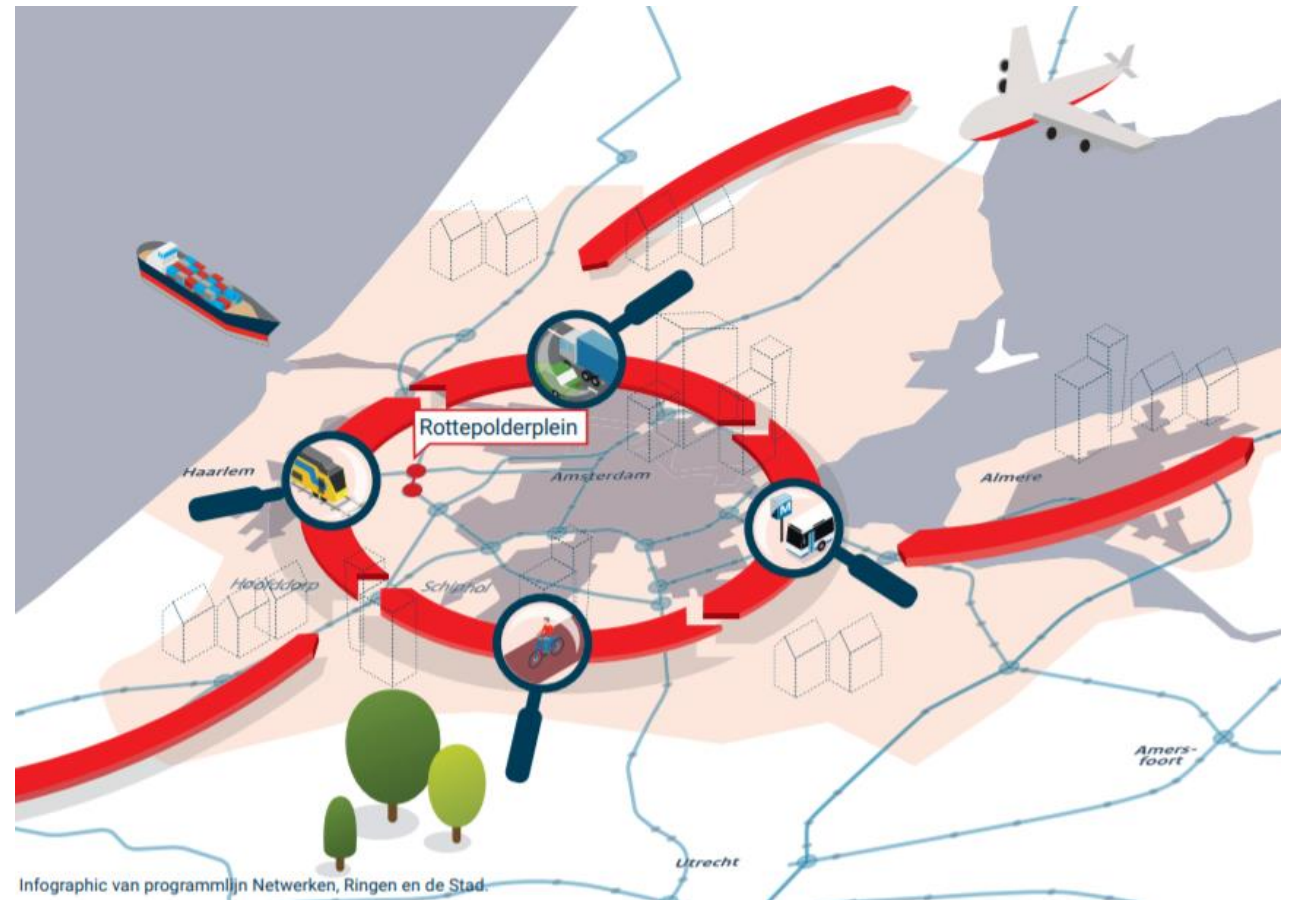 Rottepolderplein
Haarlem
Amsterdam
Almere
M
Hoofddorp
Schiphol
Amers-
foort
Utrecht
Infographic van programmlijn Netwerken, Ringen en de Stad.